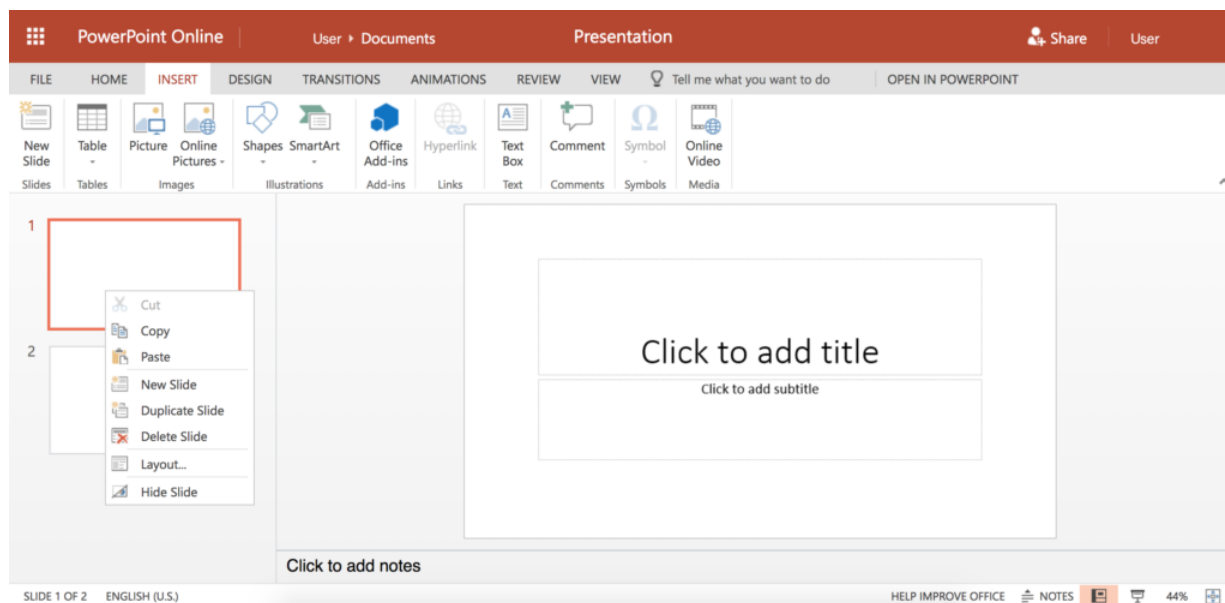 PowerPoint Online User ▸ Documents Presentation Share User
FILE HOME INSERT DESIGN TRANSITIONS ANIMATIONS REVIEW VIEW Tell me what you want to do OPEN IN POWERPOINT
New Slide Table Picture Online Pictures Shapes SmartArt Office Add-ins Hyperlink Text Box Comment Symbol Online Video
Slides Tables Images Illustrations Add-ins Links Text Comments Symbols Media
1
Cut
Copy
2
Paste
New Slide
Duplicate Slide
Delete Slide
Layout...
Hide Slide
Click to add title
Click to add subtitle
Click to add notes
SLIDE 1 OF 2 ENGLISH (U.S.) HELP IMPROVE OFFICE NOTES 44%